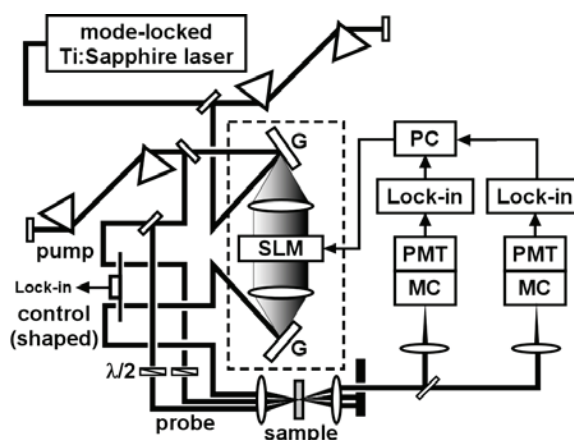 mode-locked
Ti:Sapphire laser
G
PC
Lock-in
Lock-in
SLM
PMT
PMT
MC
MC
pump
Lock-in
control
(shaped)
G
λ/2
probe
sample